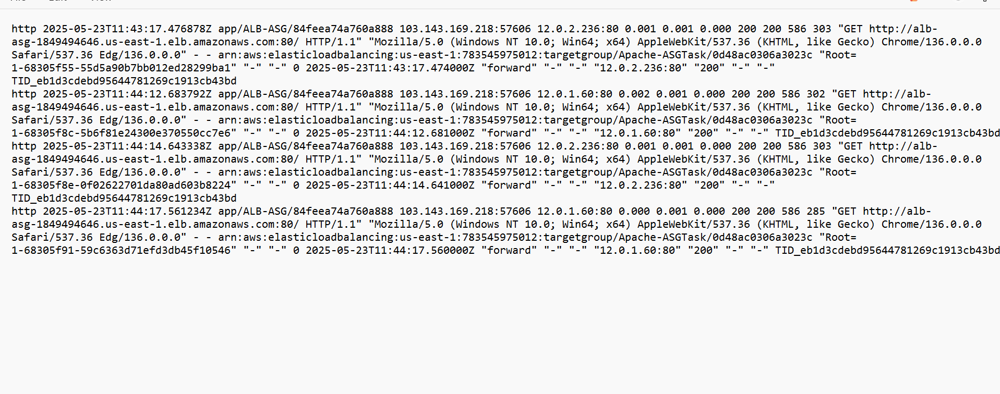 http 2025-05-23T11:43:17.476878Z app/ALB-ASG/84feea74a760a888 103.143.169.218:57606 12.0.2.236:80 0.001 0.001 0.000 200 200 586 303 "GET http://alb-
asg-1849494646.us-east-1.elb.amazonaws.com:80/ HTTP/1.1" "Mozilla/5.0 (Windows NT 10.0; Win64; x64) AppleWebKit/537.36 (KHTML, like Gecko) Chrome/136.0.0.0
Safari/537.36 Edg/136.0.0.0" - - arn:aws:elasticloadbalancing:us-east-1:783545975012:targetgroup/Apache-ASGTask/0d48ac0306a3023c "Root=
1-68305f55-55d5a90b7bb012ed28299ba1" "-" "-" 0 2025-05-23T11:43:17.474000Z "forward" "-" "-" "12.0.2.236:80" "200" "-" "-"
TID_eb1d3cdebd95644781269c1913cb43bd
http 2025-05-23T11:44:12.683792Z app/ALB-ASG/84feea74a760a888 103.143.169.218:57606 12.0.1.60:80 0.002 0.001 0.000 200 200 586 302 "GET http://alb-
asg-1849494646.us-east-1.elb.amazonaws.com:80/ HTTP/1.1" "Mozilla/5.0 (Windows NT 10.0; Win64; x64) AppleWebKit/537.36 (KHTML, like Gecko) Chrome/136.0.0.0
Safari/537.36 Edg/136.0.0.0" - - arn:aws:elasticloadbalancing:us-east-1:783545975012:targetgroup/Apache-ASGTask/0d48ac0306a3023c "Root=
1-68305f8c-5b6f81e24300e370550cc7e6" "-" "-" 0 2025-05-23T11:44:12.681000Z "forward" "-" "-" "12.0.1.60:80" "200" "-" "-" TID_eb1d3cdebd95644781269c1913cb43bd
http 2025-05-23T11:44:14.643338Z app/ALB-ASG/84feea74a760a888 103.143.169.218:57606 12.0.2.236:80 0.001 0.001 0.000 200 200 586 303 "GET http://alb-
asg-1849494646.us-east-1.elb.amazonaws.com:80/ HTTP/1.1" "Mozilla/5.0 (Windows NT 10.0; Win64; x64) AppleWebKit/537.36 (KHTML, like Gecko) Chrome/136.0.0.0
Safari/537.36 Edg/136.0.0.0" - - arn:aws:elasticloadbalancing:us-east-1:783545975012:targetgroup/Apache-ASGTask/0d48ac0306a3023c "Root=
1-68305f8e-0f02622701da80ad603b8224" "-" "-" 0 2025-05-23T11:44:14.641000Z "forward" "-" "-" "12.0.2.236:80" "200" "-" "-"
TID_eb1d3cdebd95644781269c1913cb43bd
http 2025-05-23T11:44:17.561234Z app/ALB-ASG/84feea74a760a888 103.143.169.218:57606 12.0.1.60:80 0.000 0.001 0.000 200 200 586 285 "GET http://alb-
asg-1849494646.us-east-1.elb.amazonaws.com:80/ HTTP/1.1" "Mozilla/5.0 (Windows NT 10.0; Win64; x64) AppleWebKit/537.36 (KHTML, like Gecko) Chrome/136.0.0.0
Safari/537.36 Edg/136.0.0.0" - - arn:aws:elasticloadbalancing:us-east-1:783545975012:targetgroup/Apache-ASGTask/0d48ac0306a3023c "Root=
1-68305f91-59c6363d71efd3db45f10546" "-" "-" 0 2025-05-23T11:44:17.560000Z "forward" "-" "-" "12.0.1.60:80" "200" "-" "-" TID_eb1d3cdebd95644781269c1913cb43bd